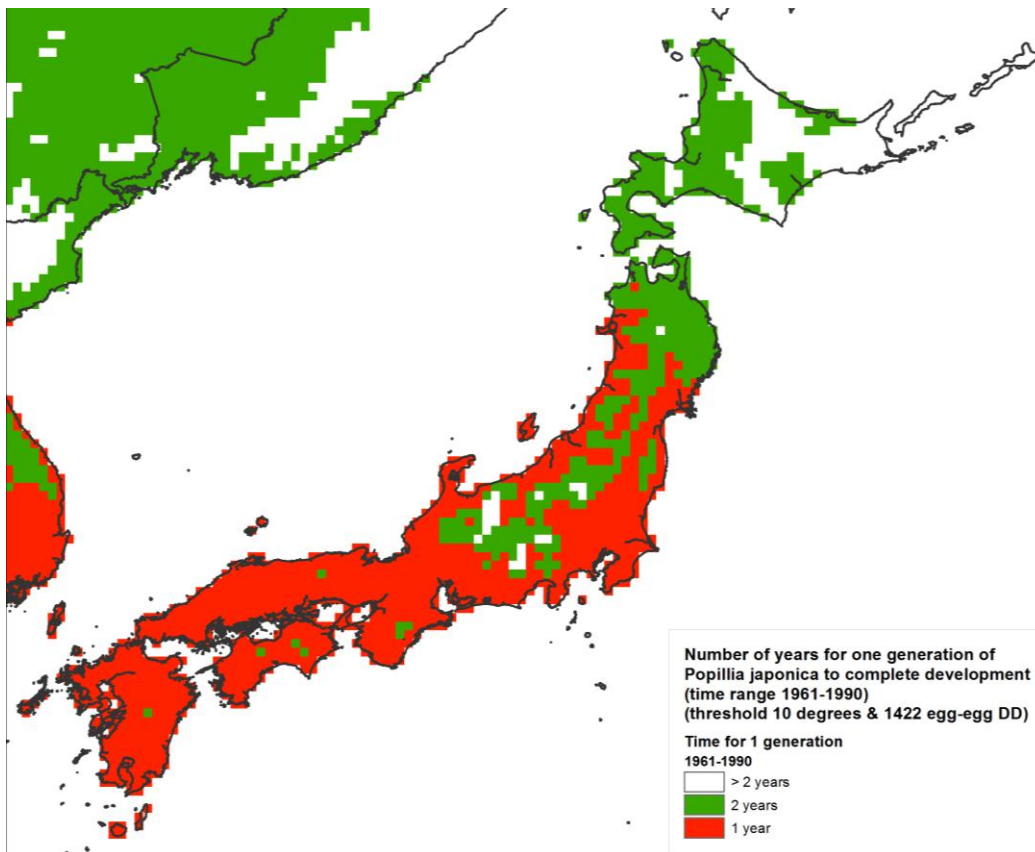 Number of years for one generation of
Popillia japonica to complete development
(time range 1961-1990)
(threshold 10 degrees & 1422 egg-egg DD)
Time for 1 generation
1961-1990
> 2 years
2 years
1 year